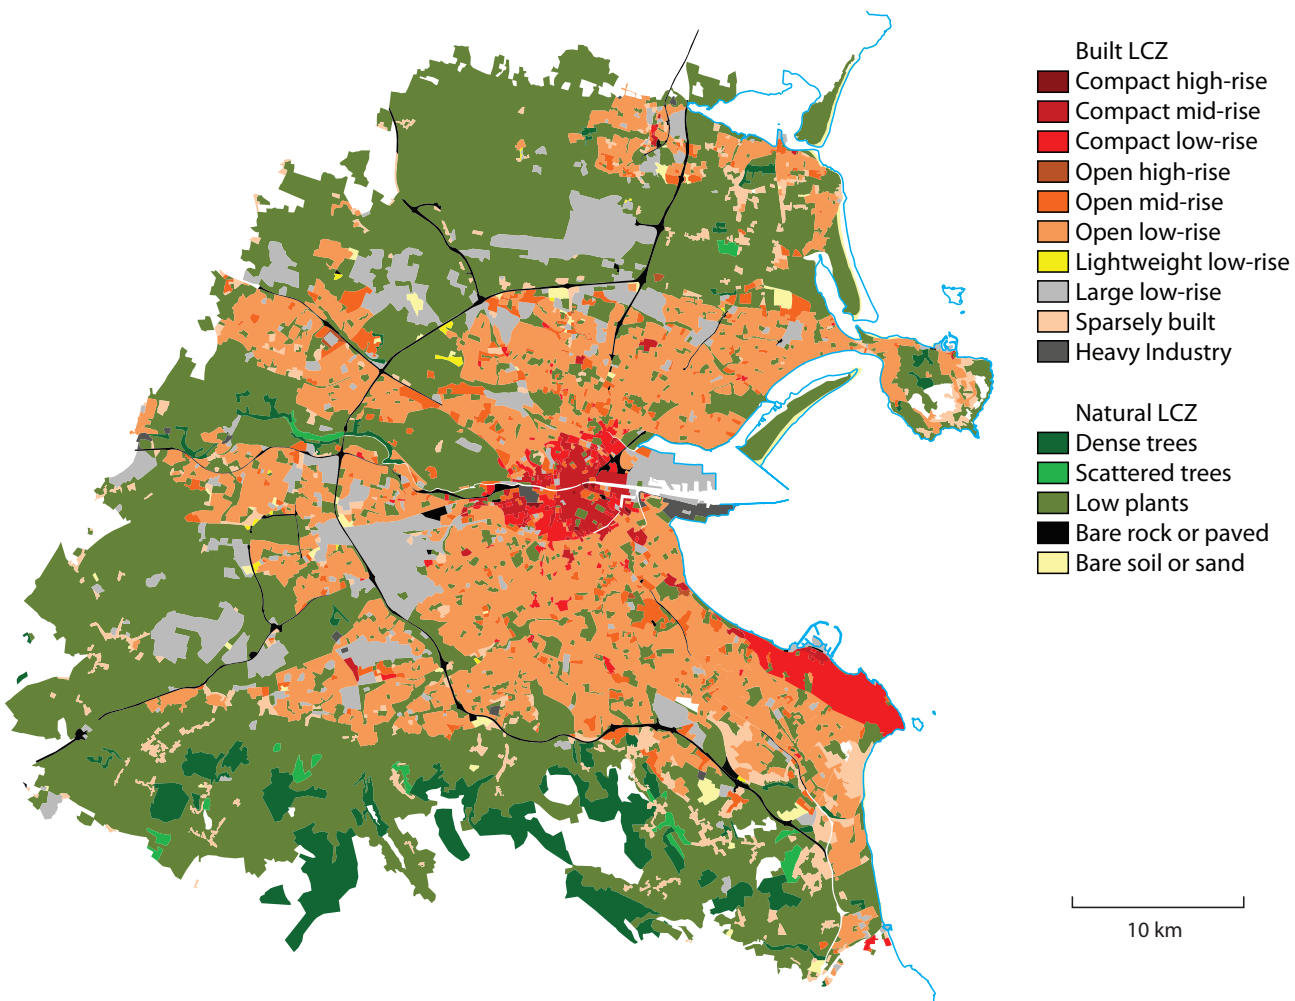 Built LCZ
Compact high-rise
Compact mid-rise
Compact low-rise
Open high-rise
Open mid-rise
Open low-rise
Lightweight low-rise
Large low-rise
Sparsely built
Heavy Industry
Natural LCZ
Dense trees
Scattered trees
Low plants
Bare rock or paved
Bare soil or sand
10 km